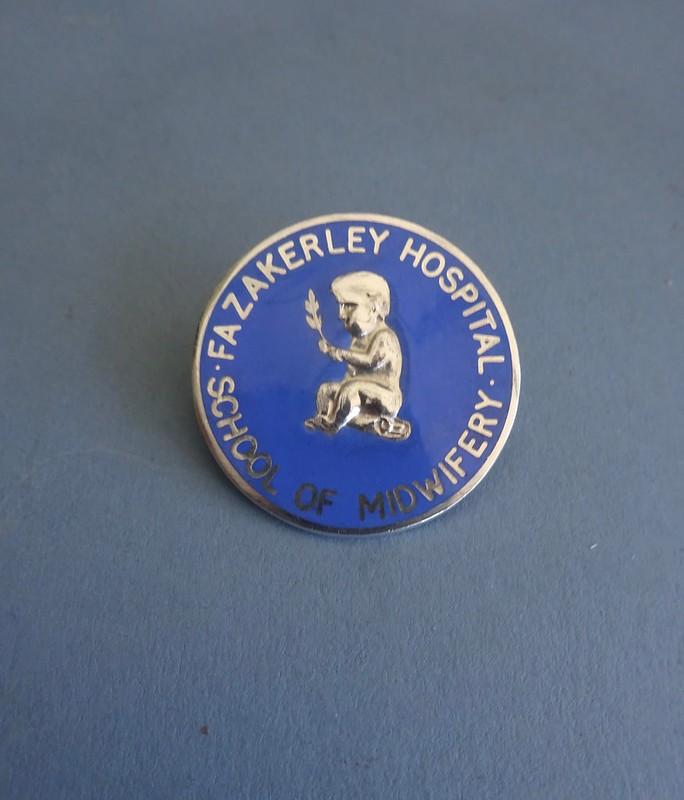 · FAZAKERLEY HOSPITAL ·
SCHOOL OF MIDWIFERY